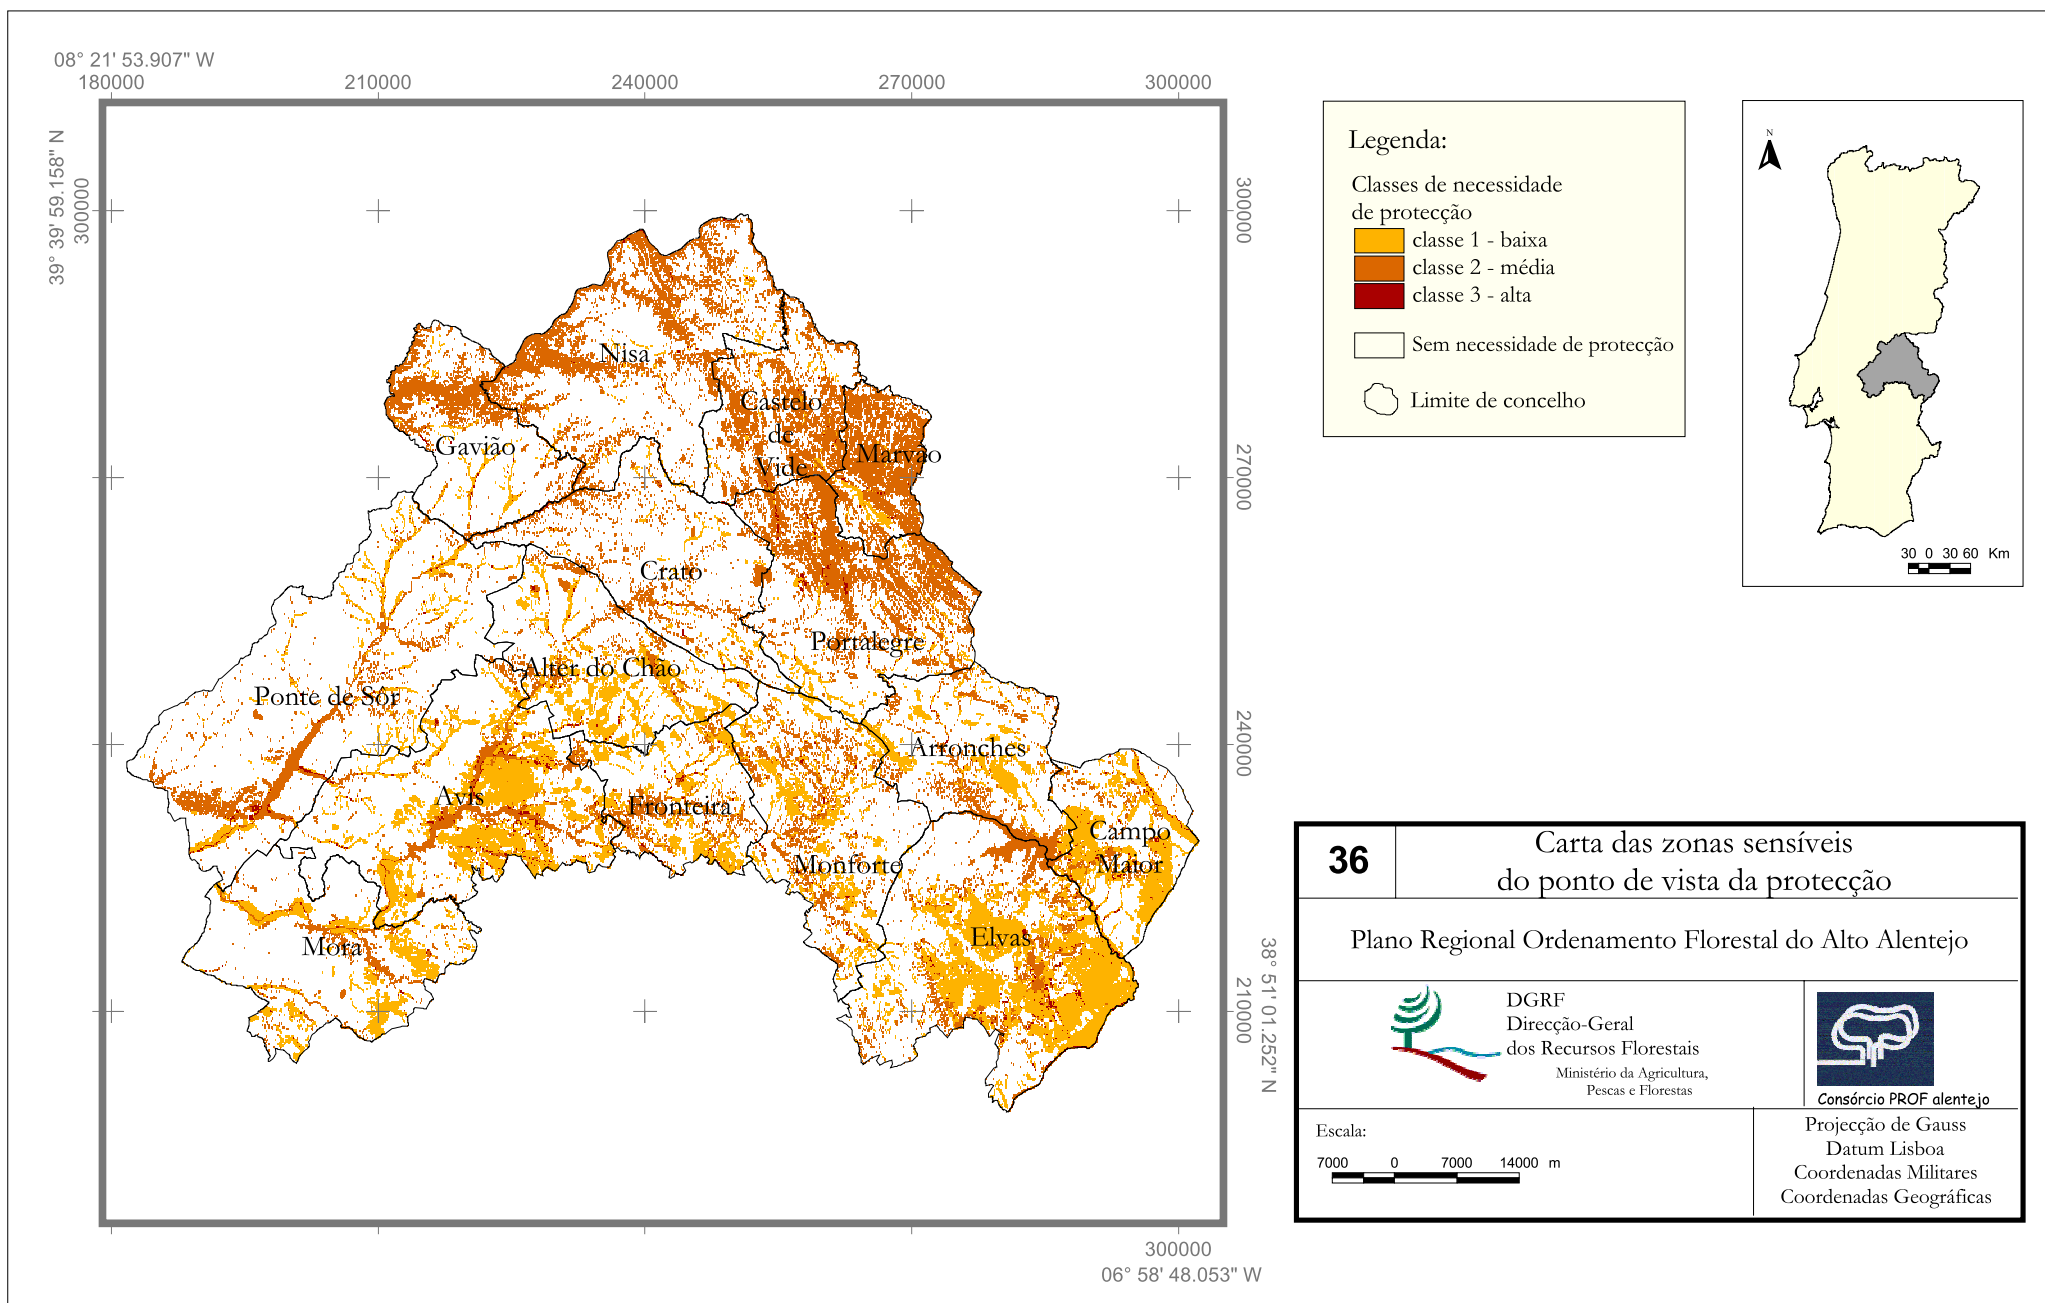 08° 21' 53.907" W
180000
210000
240000
270000
300000
39° 39' 59.158" N
300000
300000
270000
240000
210000
38° 51' 01.252" N
300000
06° 58' 48.053" W
Nisa
Castelo
de
Vide
Marvão
Gavião
Crato
Portalegre
Alter do Chão
Ponte de Sôr
Arronches
Avis
Fronteira
Campo
Maior
Monforte
Elvas
Mora
Legenda:
Classes de necessidade
de protecção
classe 1 - baixa
classe 2 - média
classe 3 - alta
Sem necessidade de protecção
Limite de concelho
N
30 0 30 60 Km
36
Carta das zonas sensíveis
do ponto de vista da protecção
Plano Regional Ordenamento Florestal do Alto Alentejo
DGRF
Direcção-Geral
dos Recursos Florestais
Ministério da Agricultura,
Pescas e Florestas
Consórcio PROF alentejo
Escala:
7000 0 7000 14000 m
Projecção de Gauss
Datum Lisboa
Coordenadas Militares
Coordenadas Geográficas